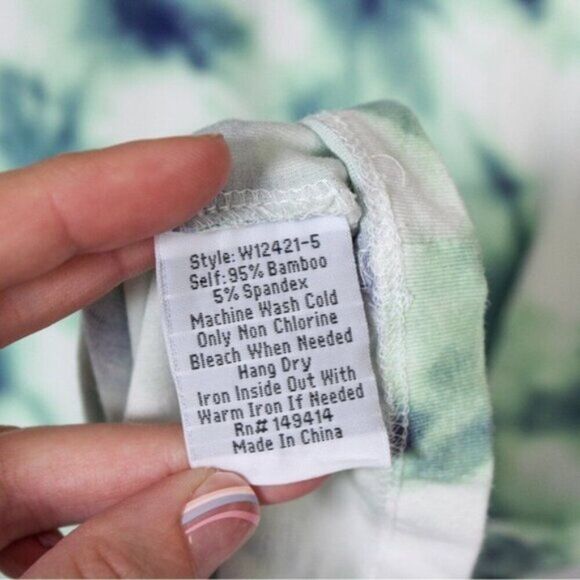 Style: W12421-5
Self: 95% Bamboo
5% Spandex
Machine Wash Cold
Only Non Chlorine
Bleach When Needed
Hang Dry
Iron Inside Out With
Warm Iron If Needed
Rn# 149414
Made In China